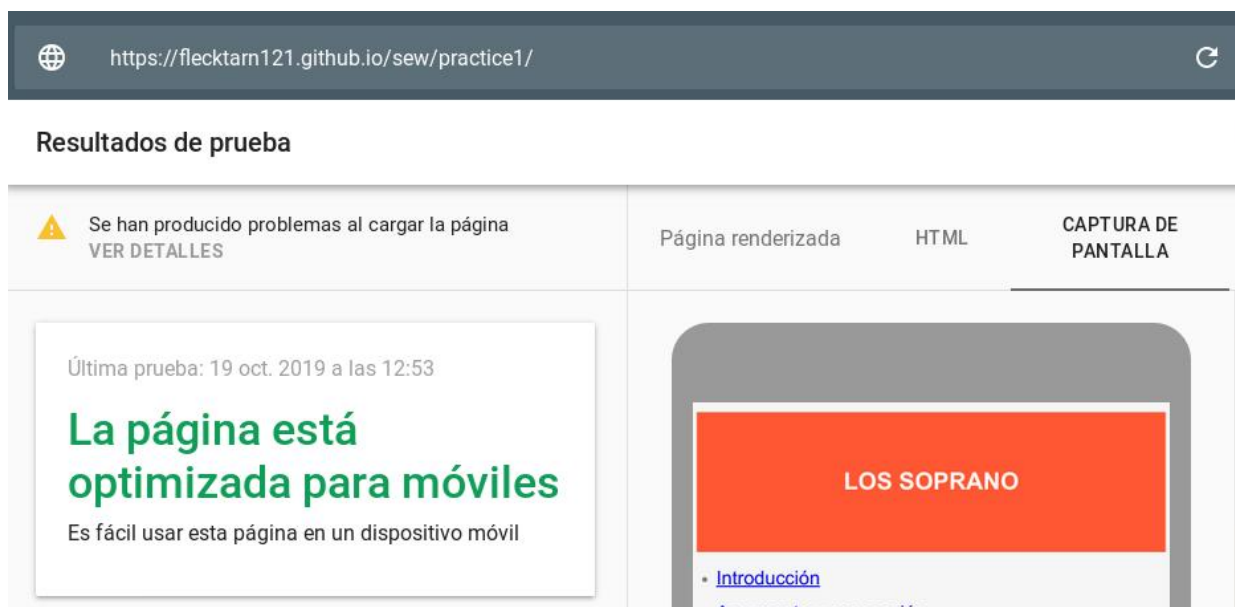 https://flecktarn121.github.io/sew/practice1/
Resultados de prueba
Se han producido problemas al cargar la página
VER DETALLES
Página renderizada
HTML
CAPTURA DE
PANTALLA
Última prueba: 19 oct. 2019 a las 12:53
La página está
optimizada para móviles
Es fácil usar esta página en un dispositivo móvil
LOS SOPRANO
• Introducción